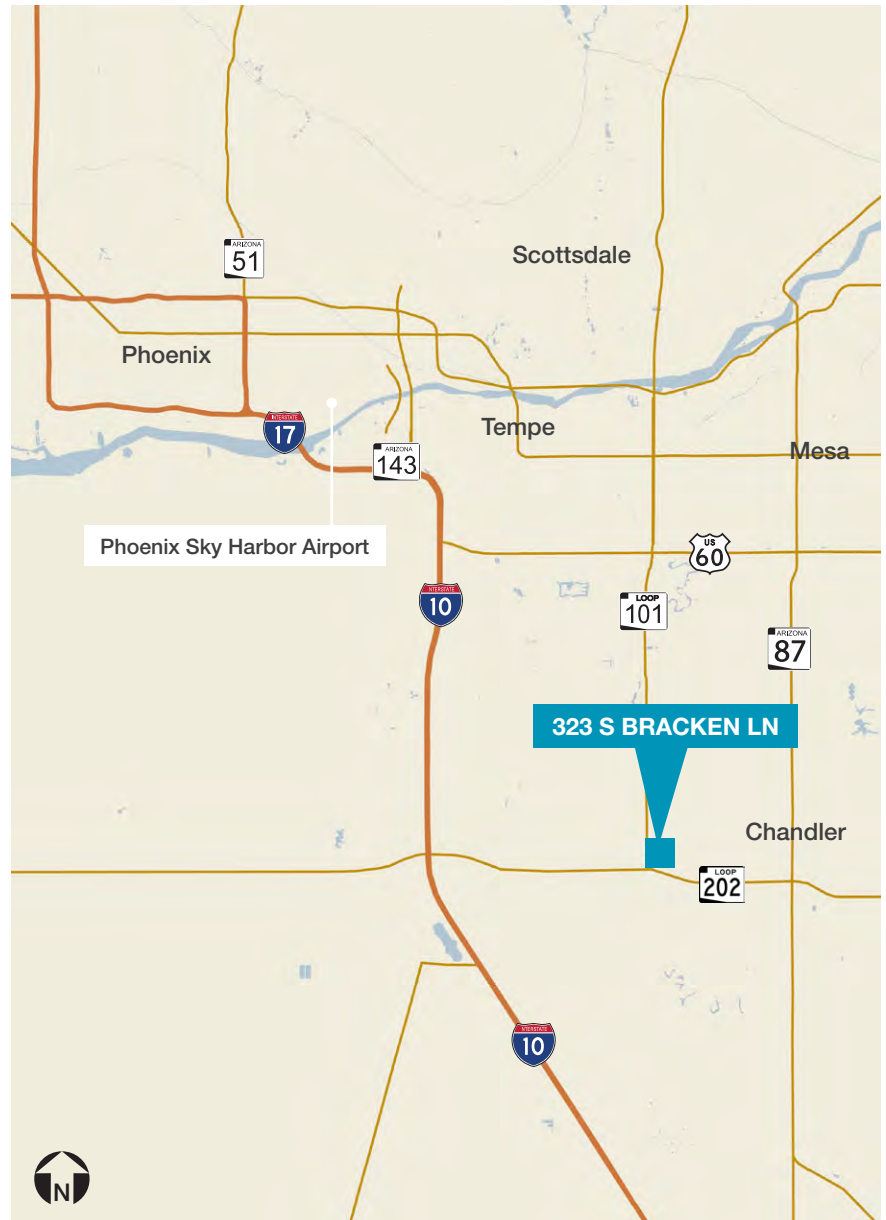 ARIZONA
51
Scottsdale
Phoenix
INTERSTATE
17
Tempe
ARIZONA
143
Mesa
Phoenix Sky Harbor Airport
US
60
INTERSTATE
10
LOOP
101
ARIZONA
87
323 S BRACKEN LN
Chandler
LOOP
202
INTERSTATE
10
N